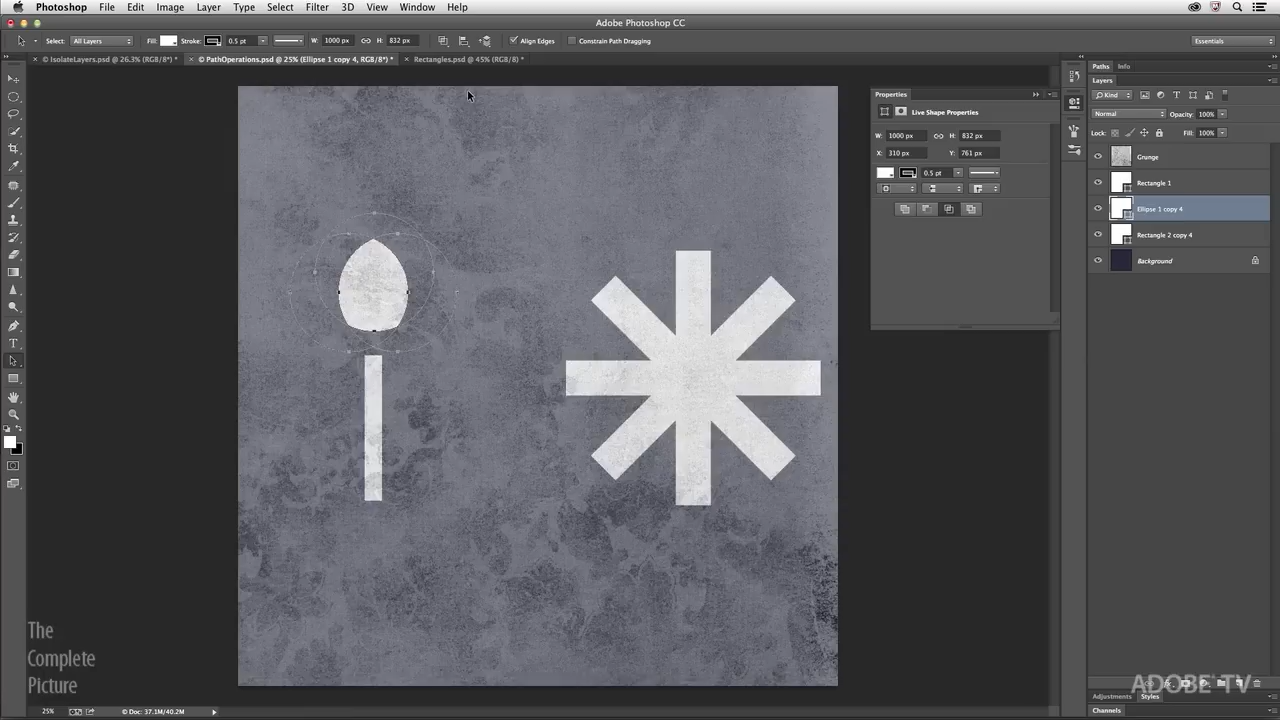 Photoshop File Edit Image Layer Type Select Filter 3D View Window Help
Adobe Photoshop CC
Select: All Layers Fill: Stroke: 0.5 pt W: 1000 px H: 832 px Align Edges Constrain Path Dragging Essentials
× IsolateLayers.psd @ 26.3% (RGB/8*) * × PathOperations.psd @ 25% (Ellipse 1 copy 4, RGB/8*) * × Rectangles.psd @ 45% (RGB/8) *
Paths Info
Layers
Kind
Normal Opacity: 100%
Lock: Fill: 100%
Grunge
Rectangle 1
Ellipse 1 copy 4
Rectangle 2 copy 4
Background
Properties
Live Shape Properties
W: 1000 px H: 832 px
X: 310 px Y: 761 px
0.5 pt
The
Complete
Picture
ADOBE TV
Adjustments Styles
Channels
25% Doc: 37.1M/40.2M